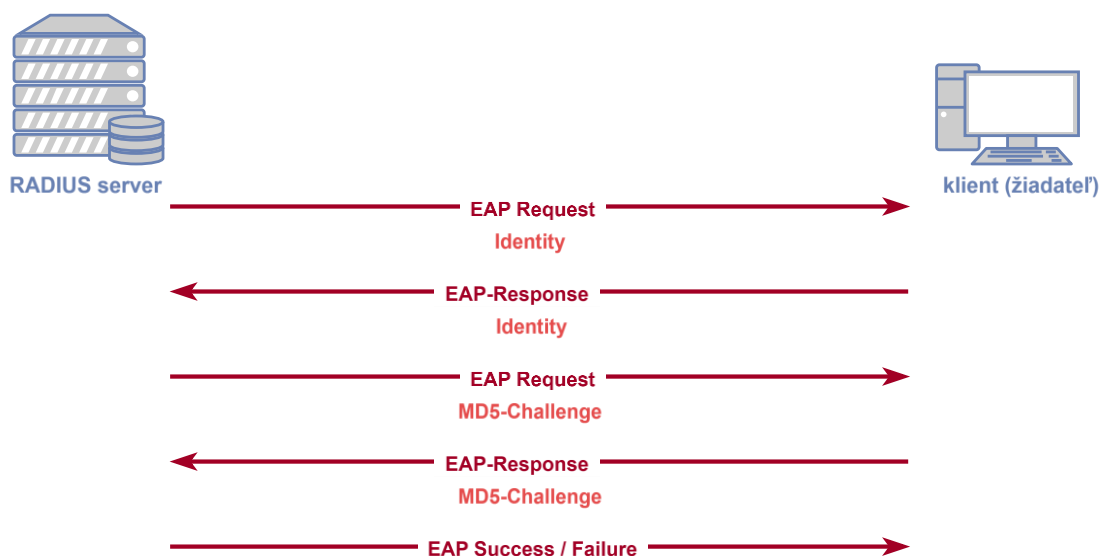 RADIUS server
klient (žiadateľ)
EAP Request
Identity
EAP-Response
Identity
EAP Request
MD5-Challenge
EAP-Response
MD5-Challenge
EAP Success / Failure